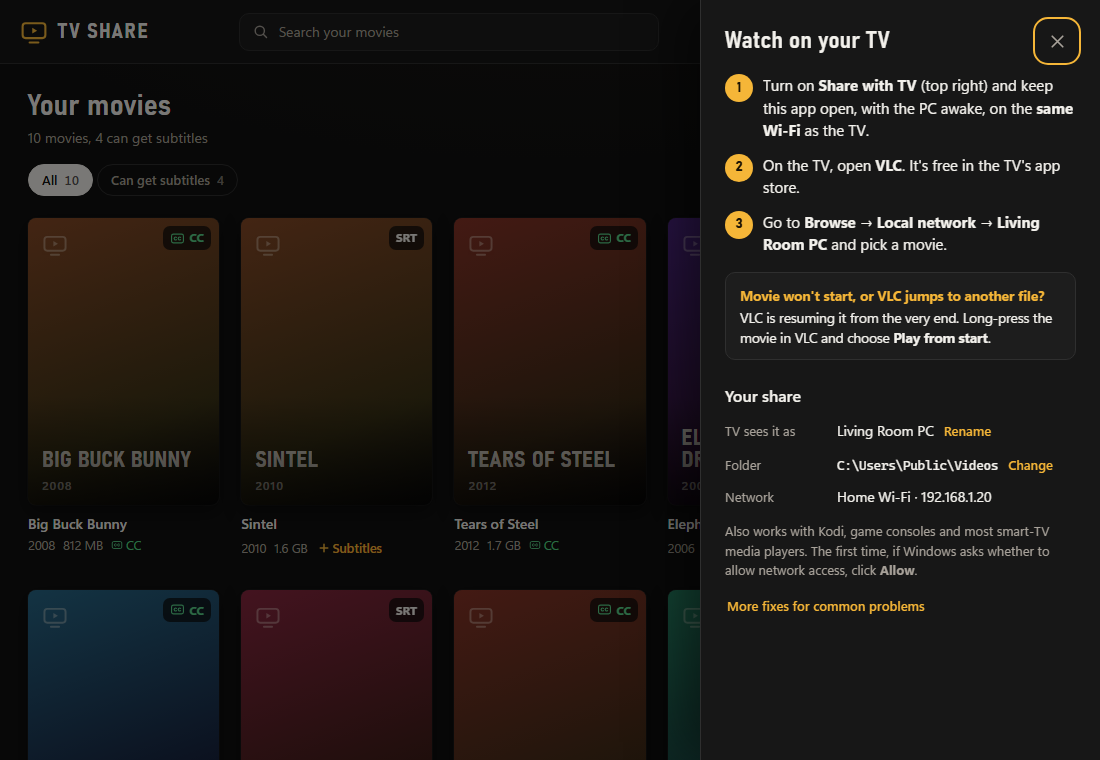 TV SHARE
Search your movies
Your movies
10 movies, 4 can get subtitles
All 10
Can get subtitles 4
CC
SRT
CC
BIG BUCK BUNNY
2008
SINTEL
2010
TEARS OF STEEL
2012
EL
DR
200
Big Buck Bunny
2008 812 MB CC
Sintel
2010 1.6 GB + Subtitles
Tears of Steel
2012 1.7 GB CC
Eleph
2006
CC
SRT
CC
Watch on your TV
1 Turn on Share with TV (top right) and keep
this app open, with the PC awake, on the same
Wi-Fi as the TV.
2 On the TV, open VLC. It's free in the TV's app
store.
3 Go to Browse → Local network → Living
Room PC and pick a movie.
Movie won't start, or VLC jumps to another file?
VLC is resuming it from the very end. Long-press the
movie in VLC and choose Play from start.
Your share
TV sees it as Living Room PC Rename
Folder C:\Users\Public\Videos Change
Network Home Wi-Fi · 192.168.1.20
Also works with Kodi, game consoles and most smart-TV
media players. The first time, if Windows asks whether to
allow network access, click Allow.
More fixes for common problems